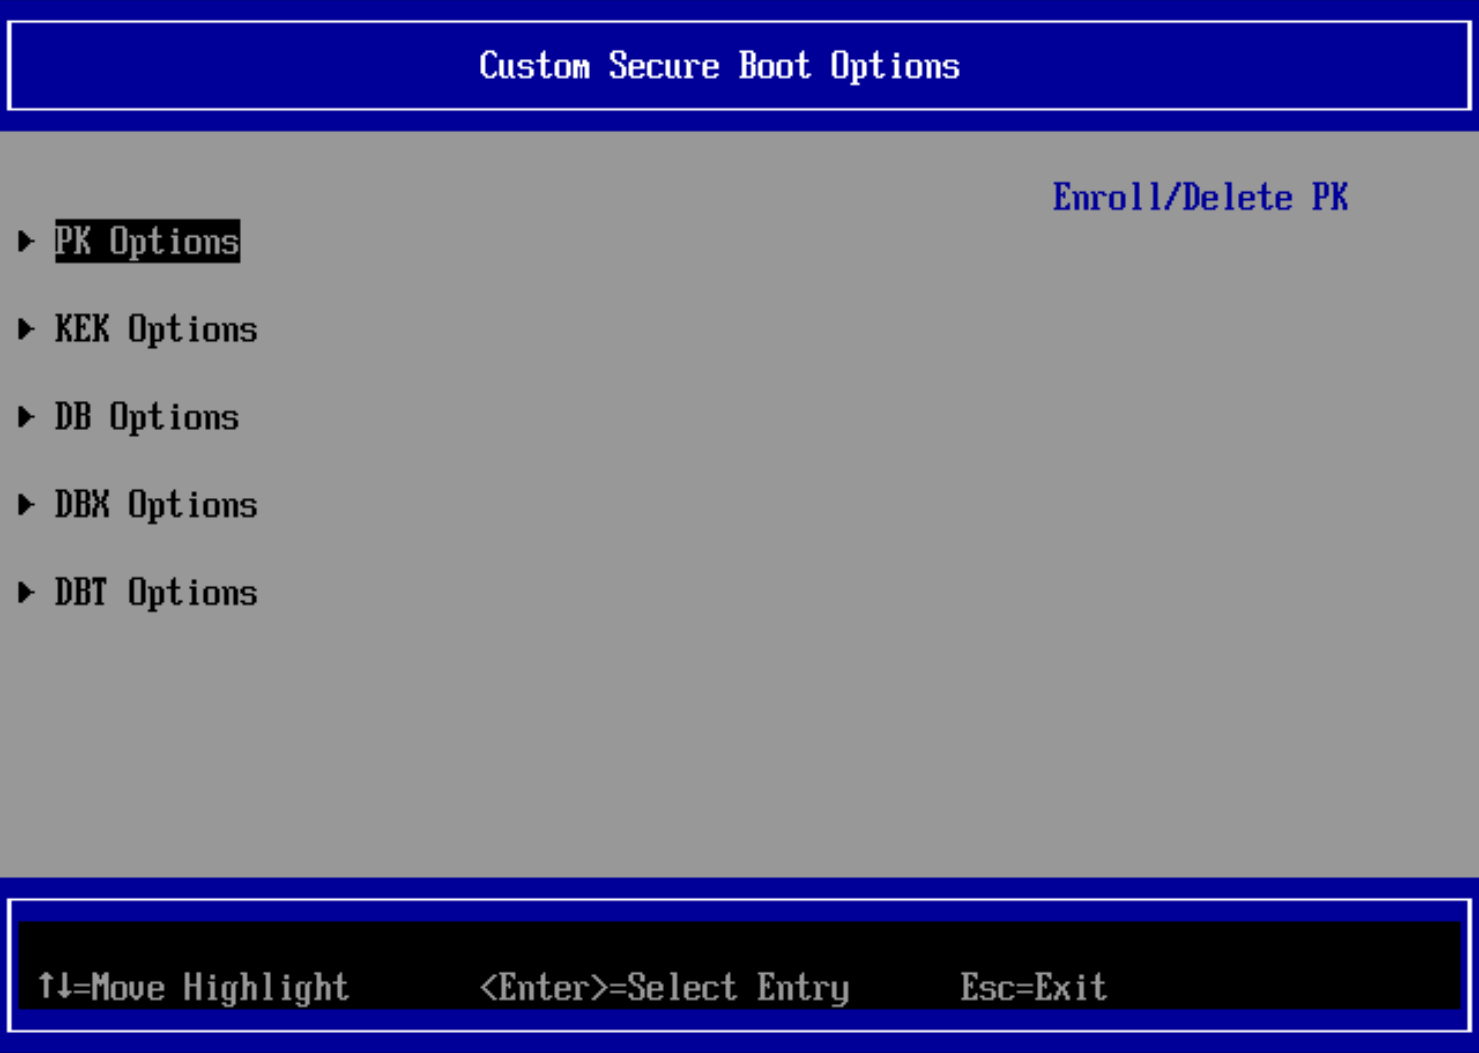 Custom Secure Boot Options
Enroll/Delete PK
PK Options
KEK Options
DB Options
DBX Options
DBT Options
↑↓=Move Highlight <Enter>=Select Entry Esc=Exit